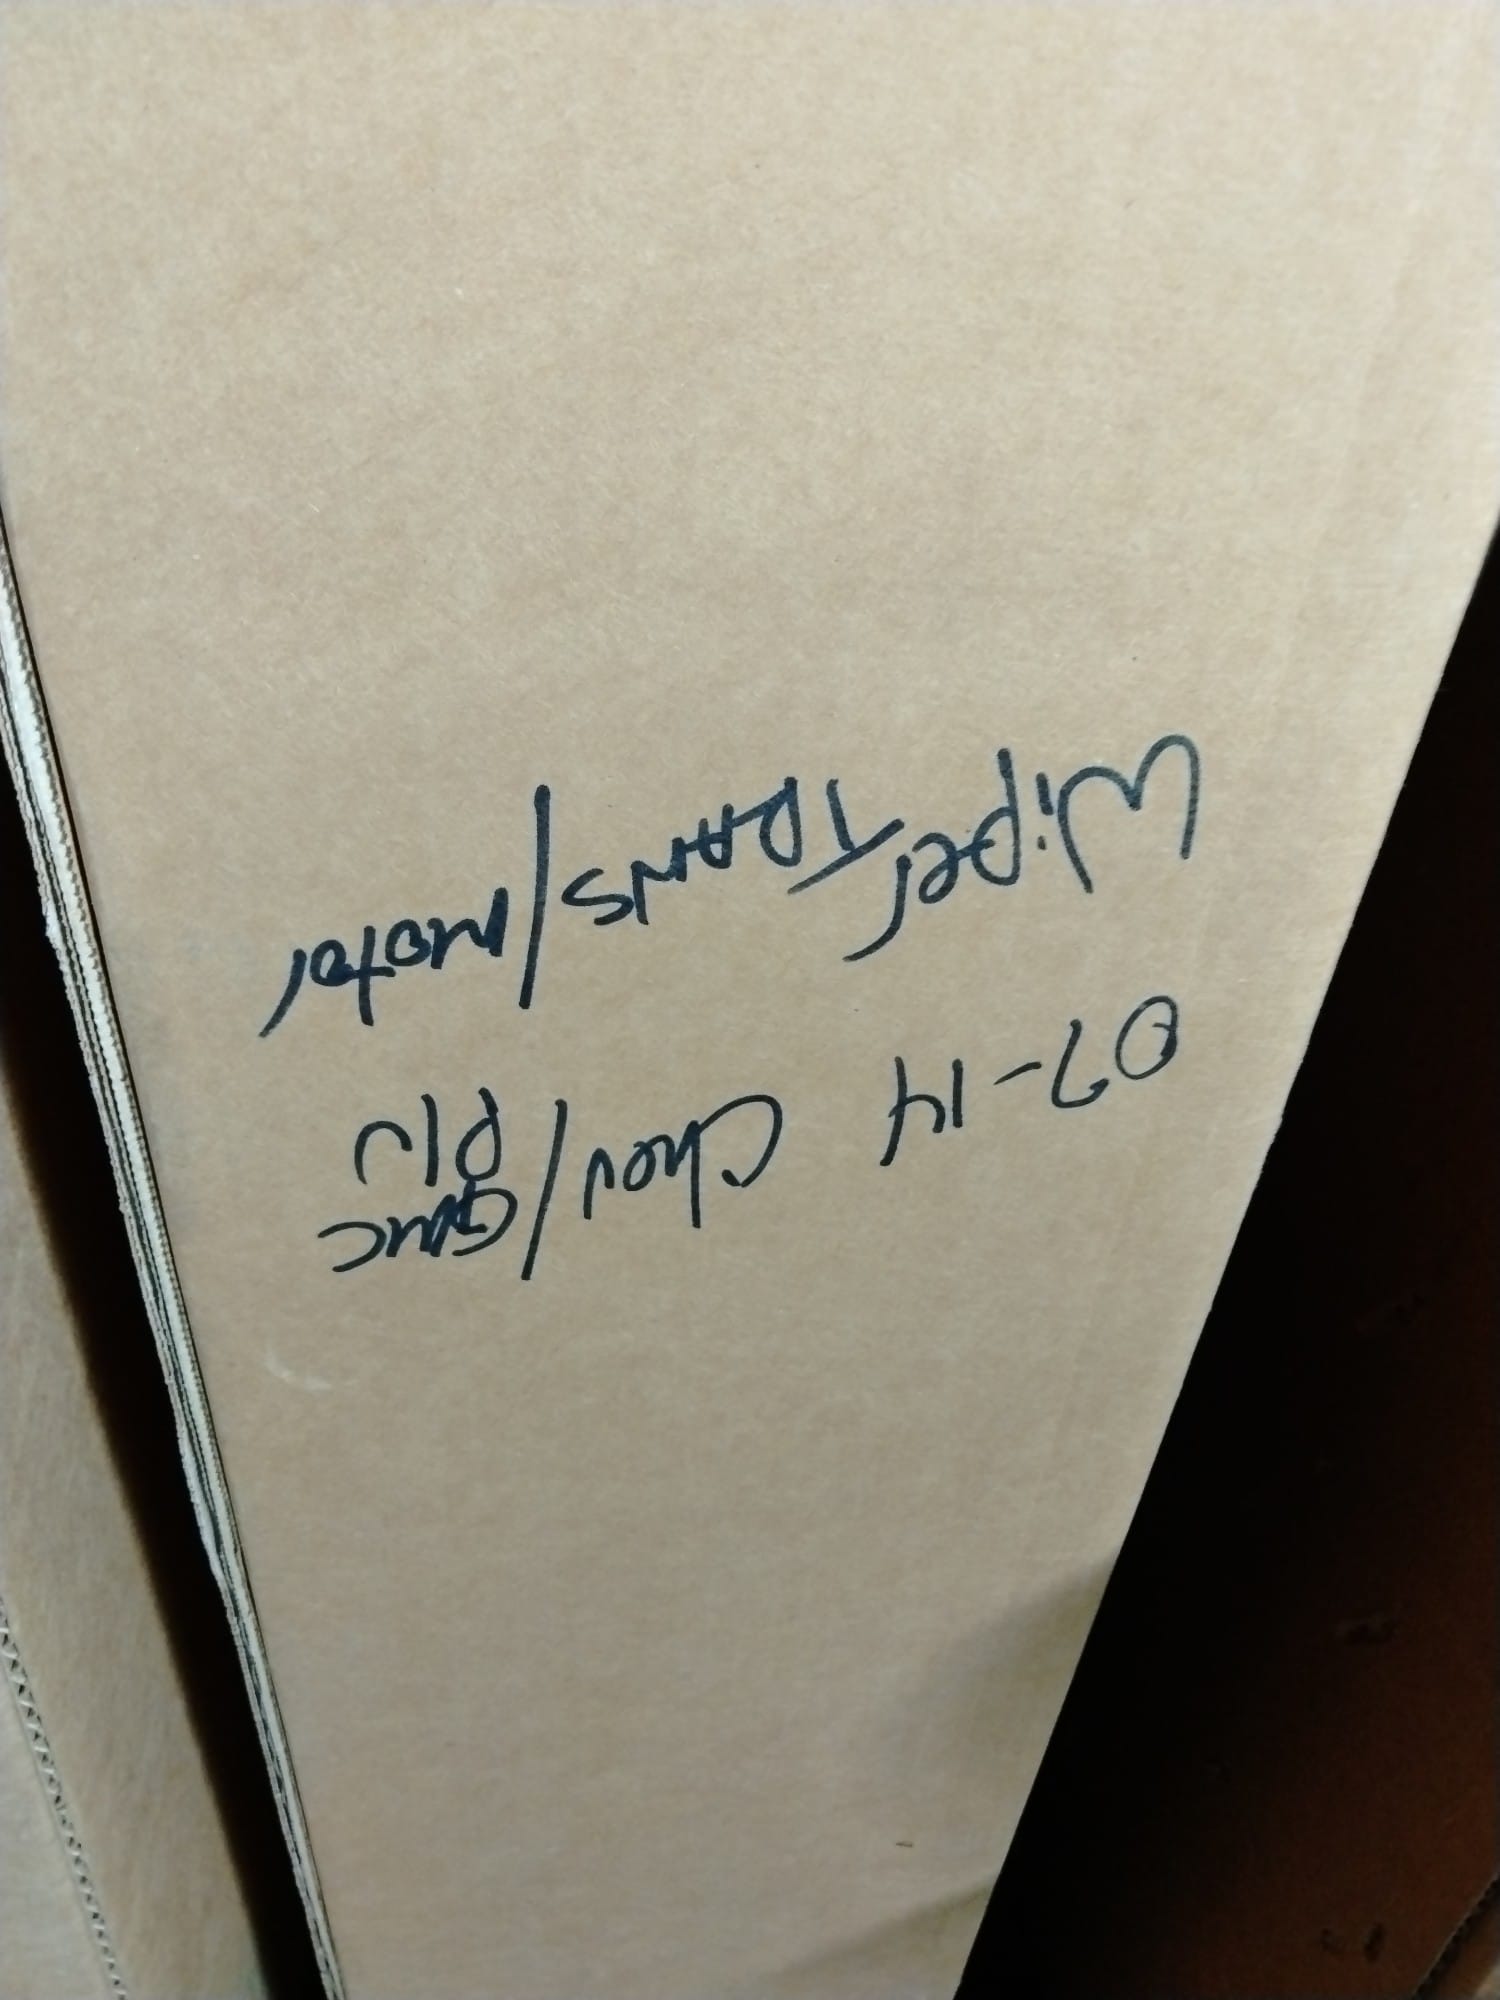 07-14 Chev/GMC
P/U
Wiper TRANS/Motor